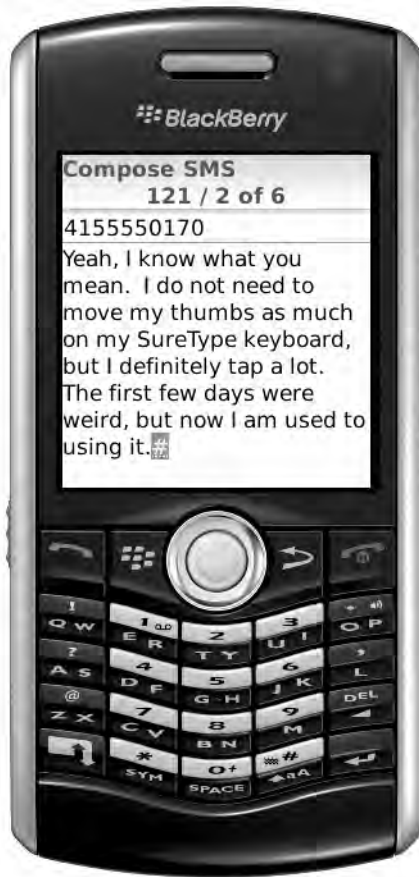 BlackBerry
Compose SMS
121 / 2 of 6
4155550170
Yeah, I know what you
mean.  I do not need to
move my thumbs as much
on my SureType keyboard,
but I definitely tap a lot.
The first few days were
weird, but now I am used to
using it.#
! 1 2 3
Q W E R T Y U I O P
? 4 5 6 ,
A S D F G H J K L
@ 7 8 9 DEL
Z X C V B N M
* 0+ #
SYM SPACE aA